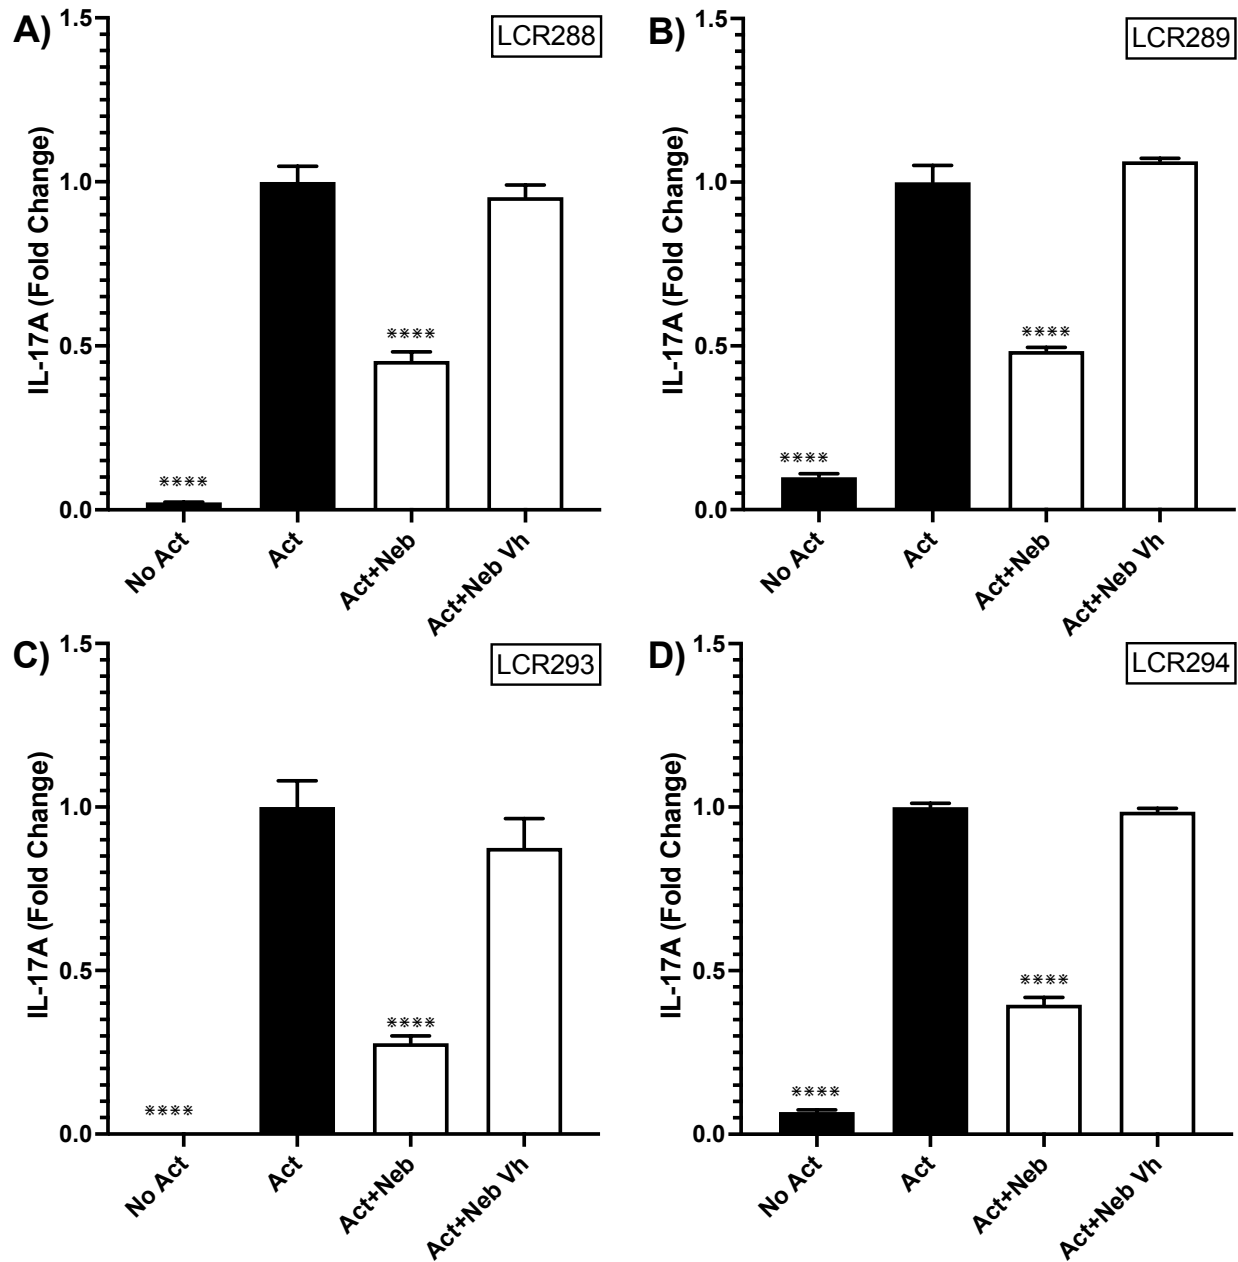 A)
LCR288
IL-17A (Fold Change)
1.5
1.0
0.5
0.0
****
****
No Act
Act
Act+Neb
Act+Neb Vh
B)
LCR289
IL-17A (Fold Change)
1.5
1.0
0.5
0.0
****
****
No Act
Act
Act+Neb
Act+Neb Vh
C)
LCR293
IL-17A (Fold Change)
1.5
1.0
0.5
0.0
****
****
No Act
Act
Act+Neb
Act+Neb Vh
D)
LCR294
IL-17A (Fold Change)
1.5
1.0
0.5
0.0
****
****
No Act
Act
Act+Neb
Act+Neb Vh